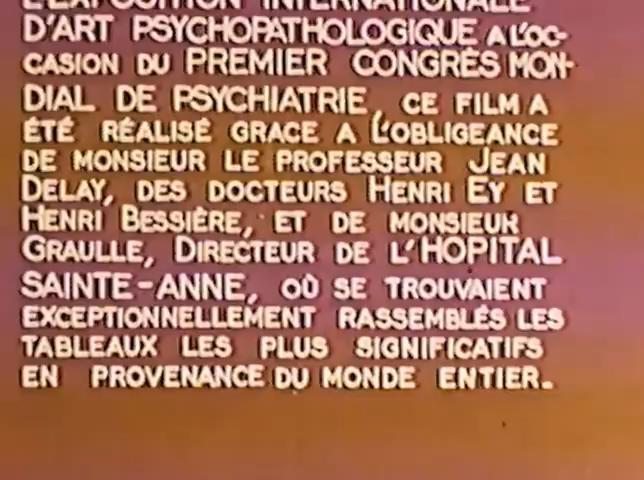 L'EXPOSITION INTERNATIONALE
D'ART PSYCHOPATHOLOGIQUE A L'OC-
CASION DU PREMIER CONGRÈS MON-
DIAL DE PSYCHIATRIE, CE FILM A
ÉTÉ RÉALISÉ GRACE A L'OBLIGEANCE
DE MONSIEUR LE PROFESSEUR JEAN
DELAY, DES DOCTEURS HENRI EY ET
HENRI BESSIÈRE, ET DE MONSIEUR
GRAULLE, DIRECTEUR DE L'HOPITAL
SAINTE-ANNE, OÙ SE TROUVAIENT
EXCEPTIONNELLEMENT RASSEMBLÉS LES
TABLEAUX LES PLUS SIGNIFICATIFS
EN PROVENANCE DU MONDE ENTIER.